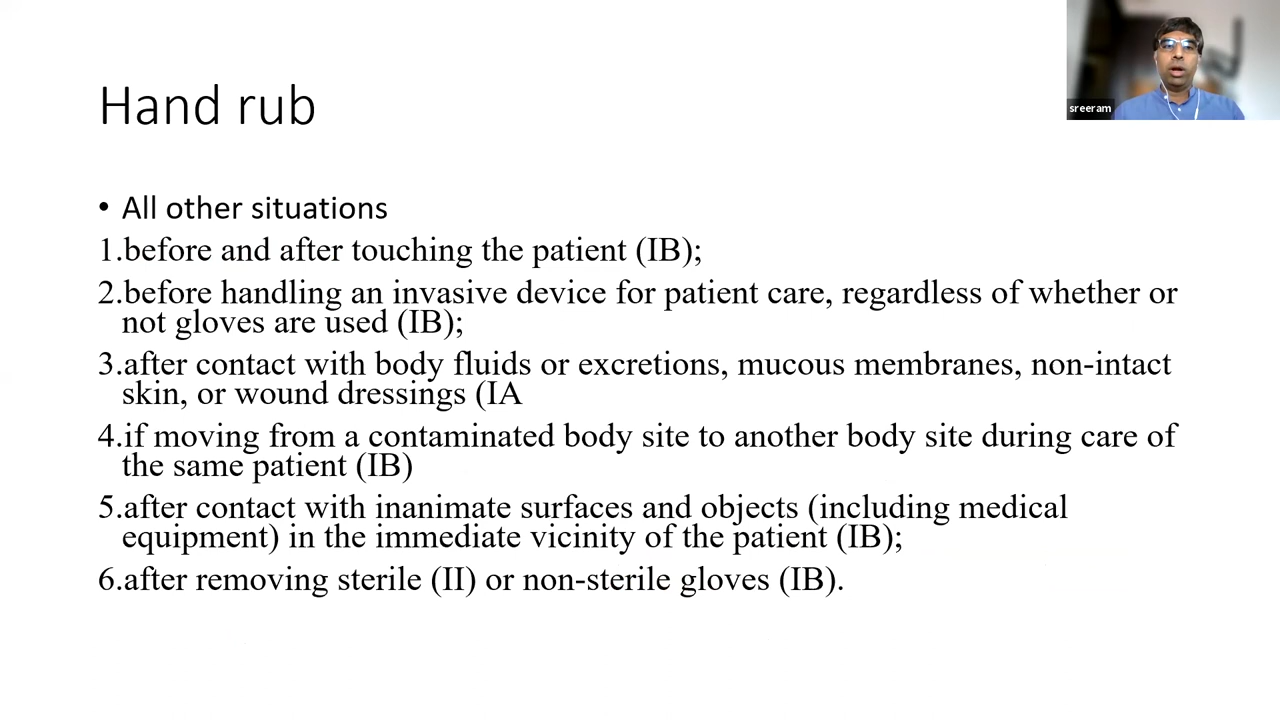 sreeram
Hand rub
• All other situations
1.before and after touching the patient (IB);
2.before handling an invasive device for patient care, regardless of whether or
not gloves are used (IB);
3.after contact with body fluids or excretions, mucous membranes, non-intact
skin, or wound dressings (IA
4.if moving from a contaminated body site to another body site during care of
the same patient (IB)
5.after contact with inanimate surfaces and objects (including medical
equipment) in the immediate vicinity of the patient (IB);
6.after removing sterile (II) or non-sterile gloves (IB).